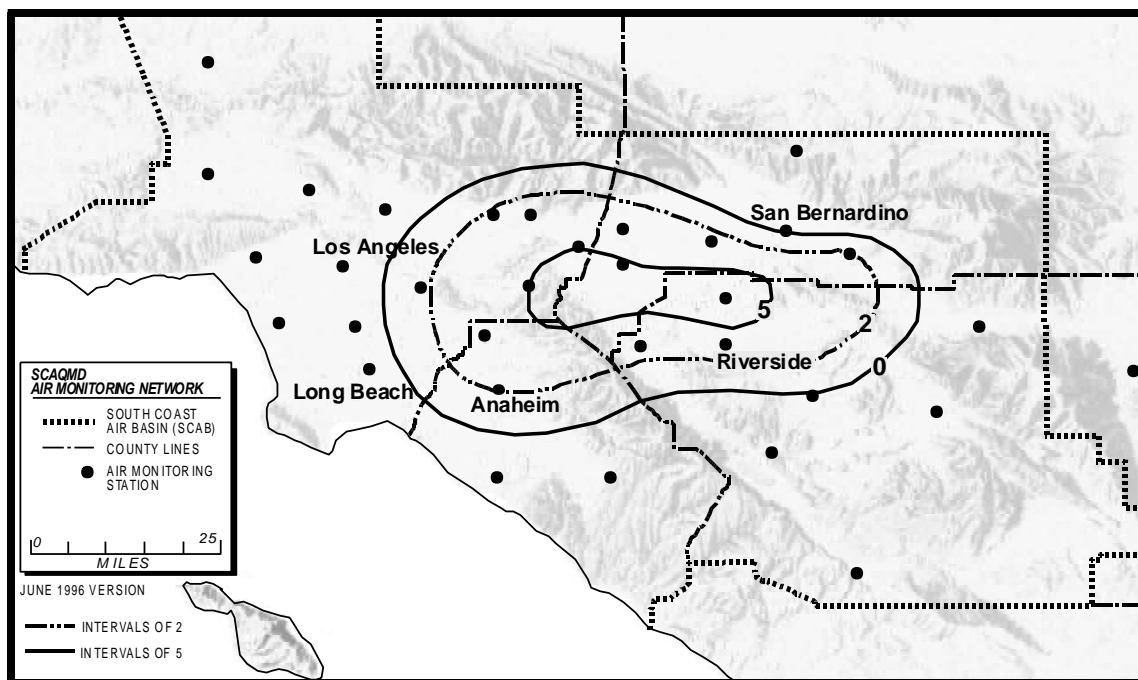 San Bernardino
Los Angeles
5
2
Riverside
0
Long Beach
Anaheim
SCAQMD
AIR MONITORING NETWORK
SOUTH COAST
AIR BASIN (SCAB)
COUNTY LINES
AIR MONITORING
STATION
0 25
MILES
JUNE 1996 VERSION
INTERVALS OF 2
INTERVALS OF 5